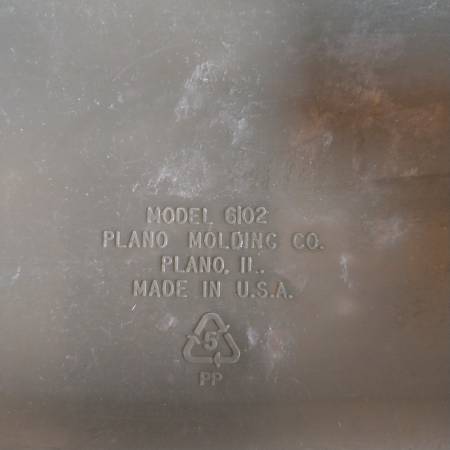 MODEL 6102
PLANO MOLDING CO.
PLANO, IL.
MADE IN U.S.A.
5
PP